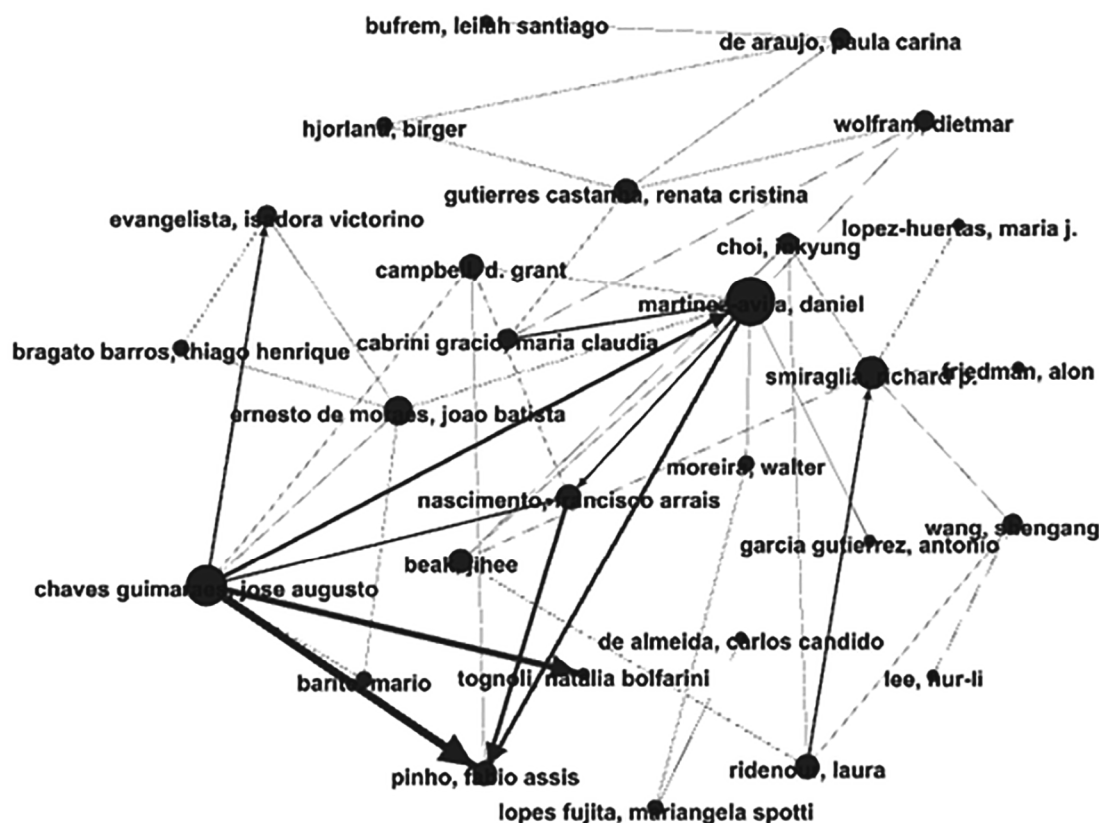 bufrem, leilah santiago
de araujo, paula carina
hjorland, birger
wolfram, dietmar
gutierres castanha, renata cristina
evangelista, isadora victorino
lopez-huertas, maria j.
choi, inkyung
campbell, d. grant
martinez-avila, daniel
cabrini gracio, maria claudia
bragato barros, thiago henrique
smiraglia, richard p.
friedman, alon
ernesto de moraes, joao batista
moreira, walter
nascimento, francisco arrais
wang, shengang
garcia gutierrez, antonio
beak, jihee
chaves guimaraes, jose augusto
de almeida, carlos candido
tognoli, natalia bolfarini
lee, hur-li
barite, mario
pinho, fabio assis
ridenour, laura
lopes fujita, mariangela spotti